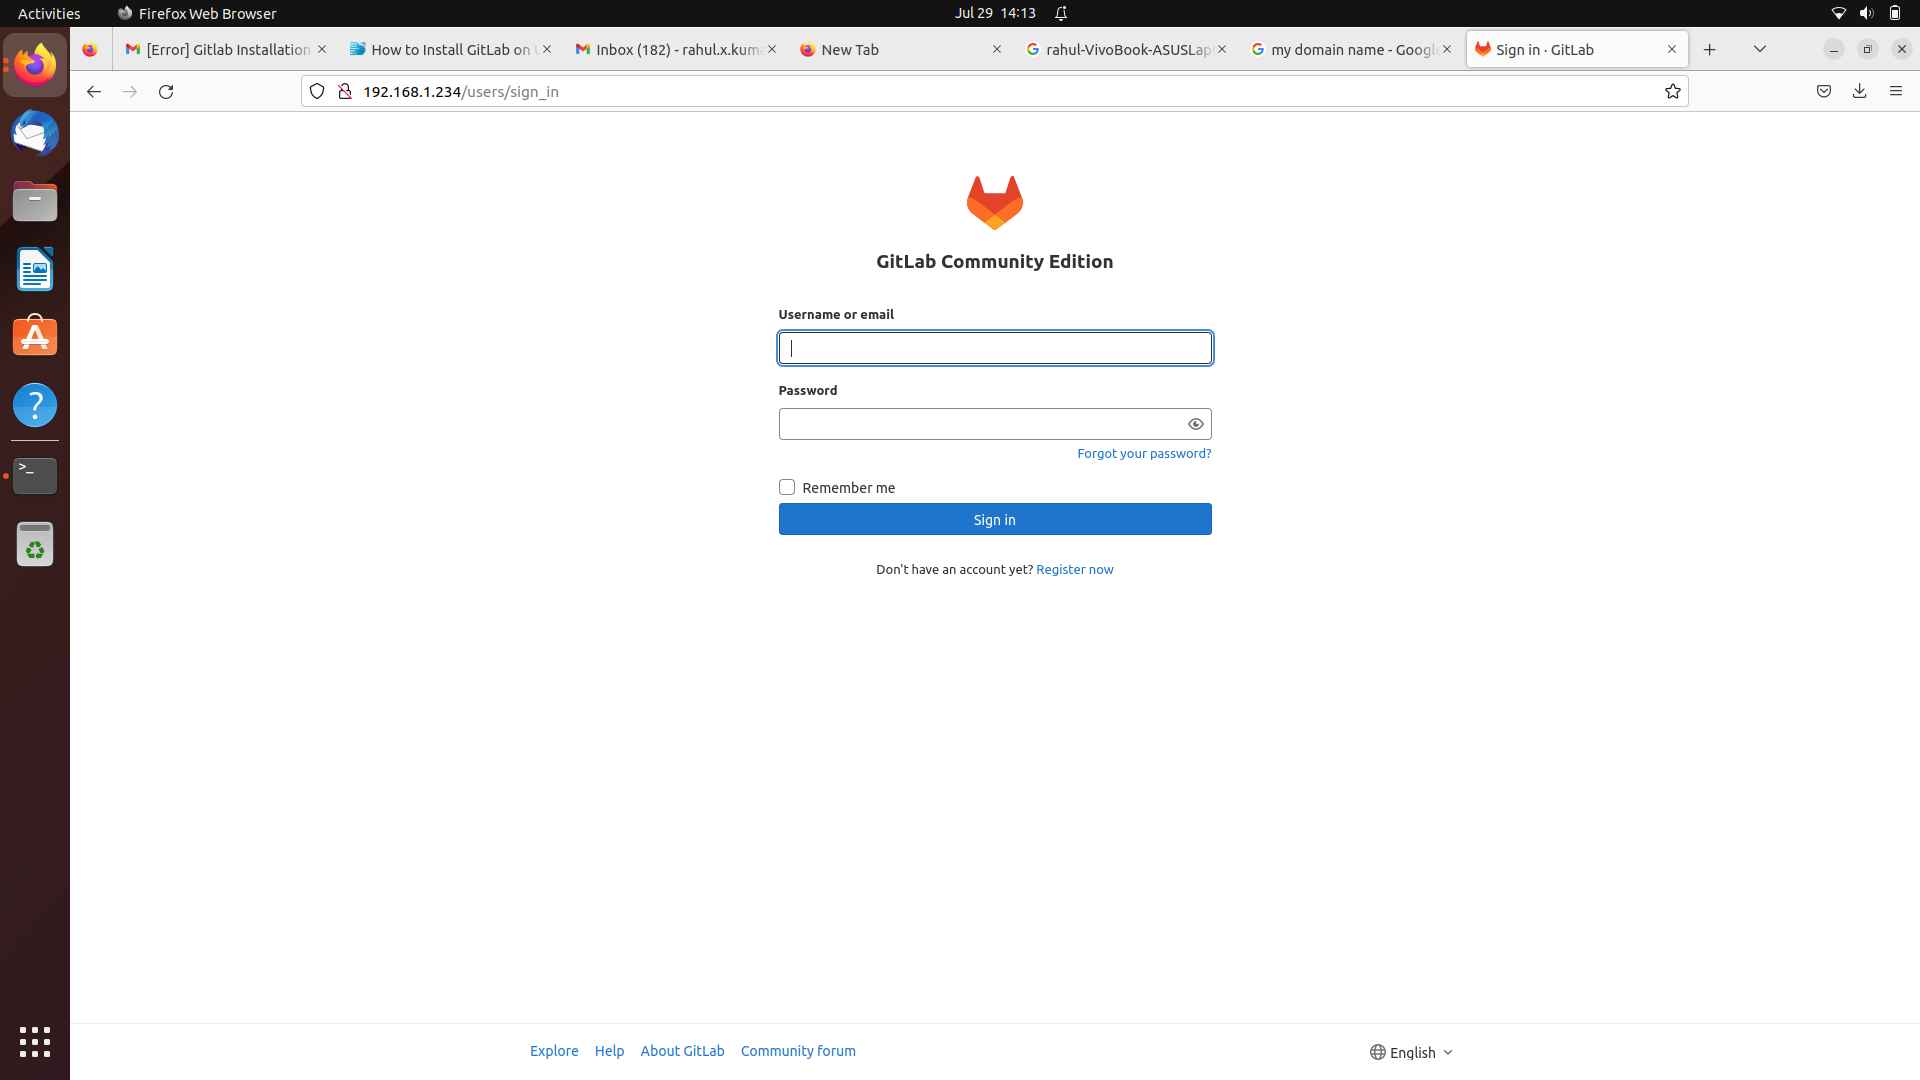 Activities
Firefox Web Browser
Jul 29 14:13
[Error] Gitlab Installation
How to Install GitLab on
Inbox (182) - rahul.x.kuma
New Tab
rahul-VivoBook-ASUSLap
my domain name - Google
Sign in · GitLab
192.168.1.234/users/sign_in
GitLab Community Edition
Username or email
Password
Forgot your password?
Remember me
Sign in
Don't have an account yet? Register now
Explore
Help
About GitLab
Community forum
English